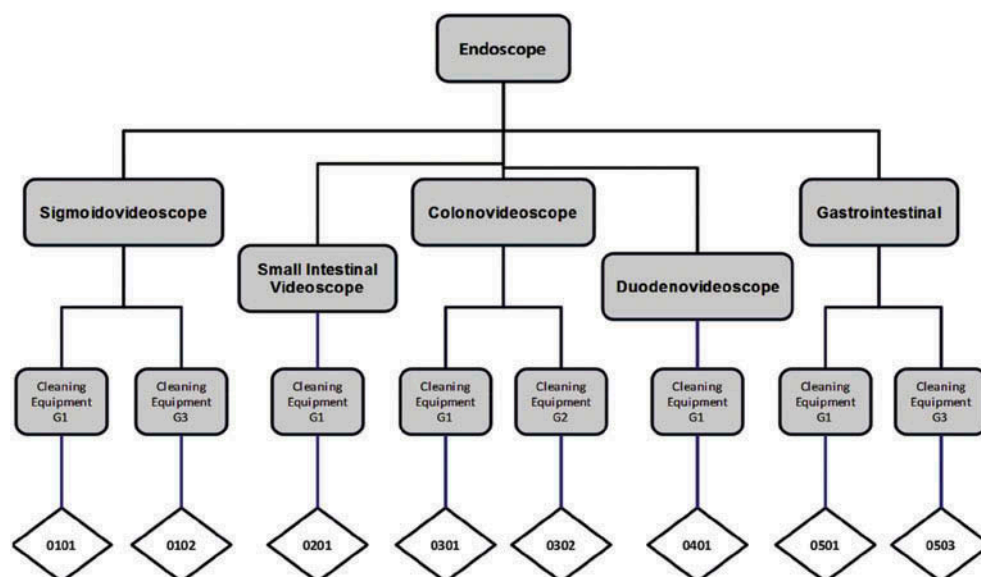 Endoscope
Sigmoidovideoscope
Colonovideoscope
Gastrointestinal
Small Intestinal
Videoscope
Duodenovideoscope
Cleaning
Equipment
G1
Cleaning
Equipment
G3
Cleaning
Equipment
G1
Cleaning
Equipment
G1
Cleaning
Equipment
G2
Cleaning
Equipment
G1
Cleaning
Equipment
G1
Cleaning
Equipment
G3
0101
0102
0201
0301
0302
0401
0501
0503